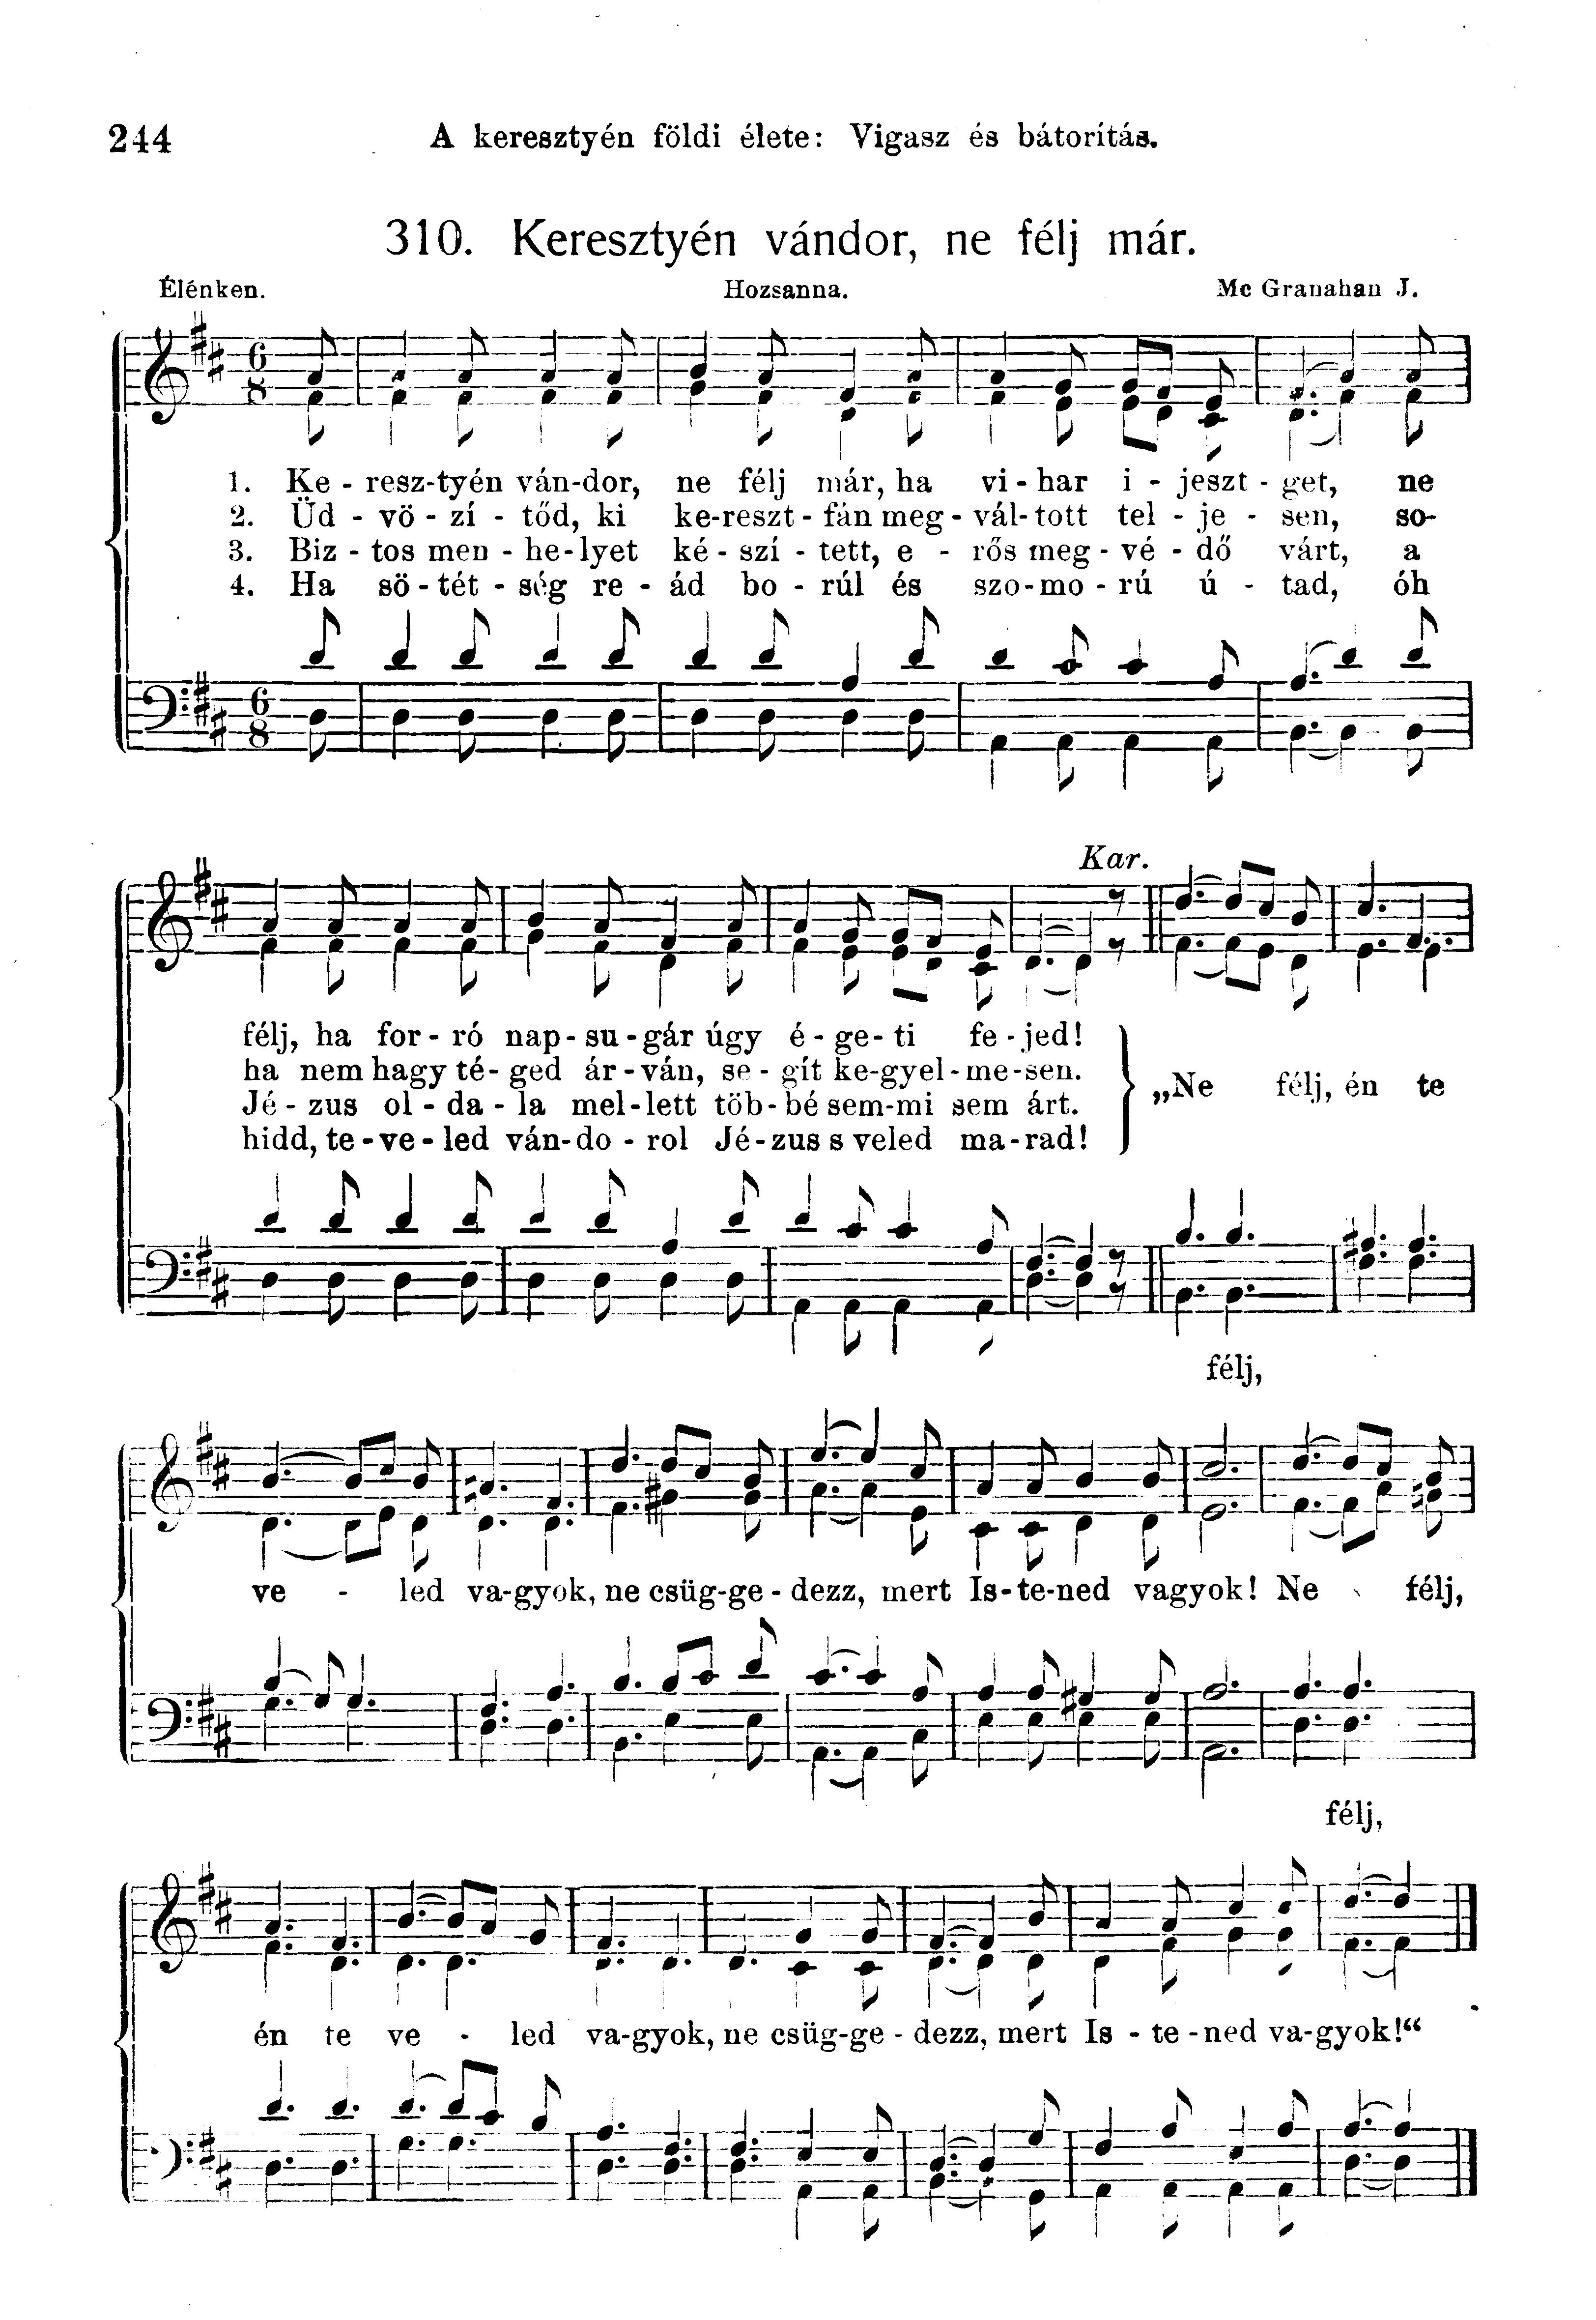 244
A keresztyén földi élete: Vigasz és bátorítás.
310. Keresztyén vándor, ne félj már.
Élénken. Hozsanna. Mc Granahan J.
6 8
1. Ke - resz-tyén ván-dor, ne félj már, ha vi - har i - jeszt - get, ne
2. Üd - vö - zí - tőd, ki ke-reszt - fán meg - vál-tott tel - je - sen, so-
3. Biz - tos men - he-lyet ké - szí - tett, e - rős meg - vé - dő várt, a
4. Ha sö - tét - ség re - ád bo - rúl és szo-mo - rú ú - tad, óh
6 8
Kar.
félj, ha for - ró nap - su - gár úgy é - ge - ti fe - jed!
ha nem hagy té - ged ár - ván, se - gít ke-gyel - me-sen.
Jé - zus ol - da - la mel-lett töb-bé sem-mi sem árt.
hidd, te - ve - led ván-do - rol Jé-zus s veled ma-rad!
„Ne félj, én te
félj,
ve - led va-gyok, ne csüg-ge - dezz, mert Is-te-ned vagyok! Ne félj,
félj,
én te ve - led va-gyok, ne csüg-ge - dezz, mert Is - te - ned va-gyok!“